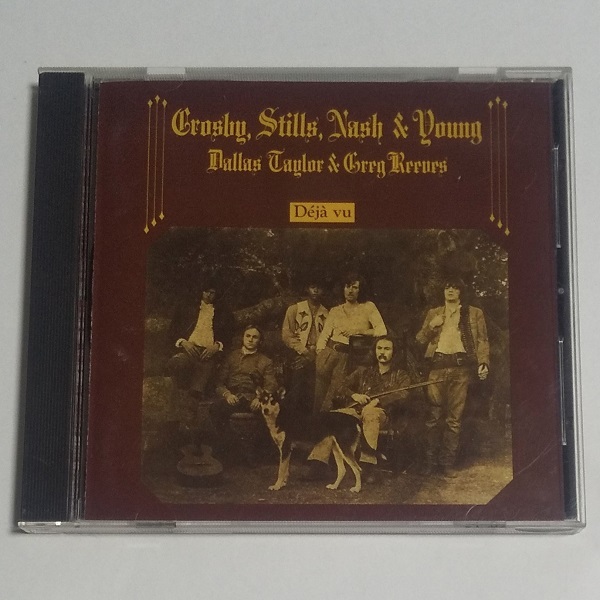 Crosby, Stills, Nash & Young
Dallas Taylor & Greg Reeves
Déjà vu